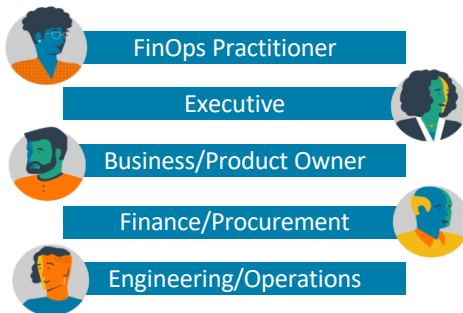 FinOps Practitioner
Executive
Business/Product Owner
Finance/Procurement
Engineering/Operations